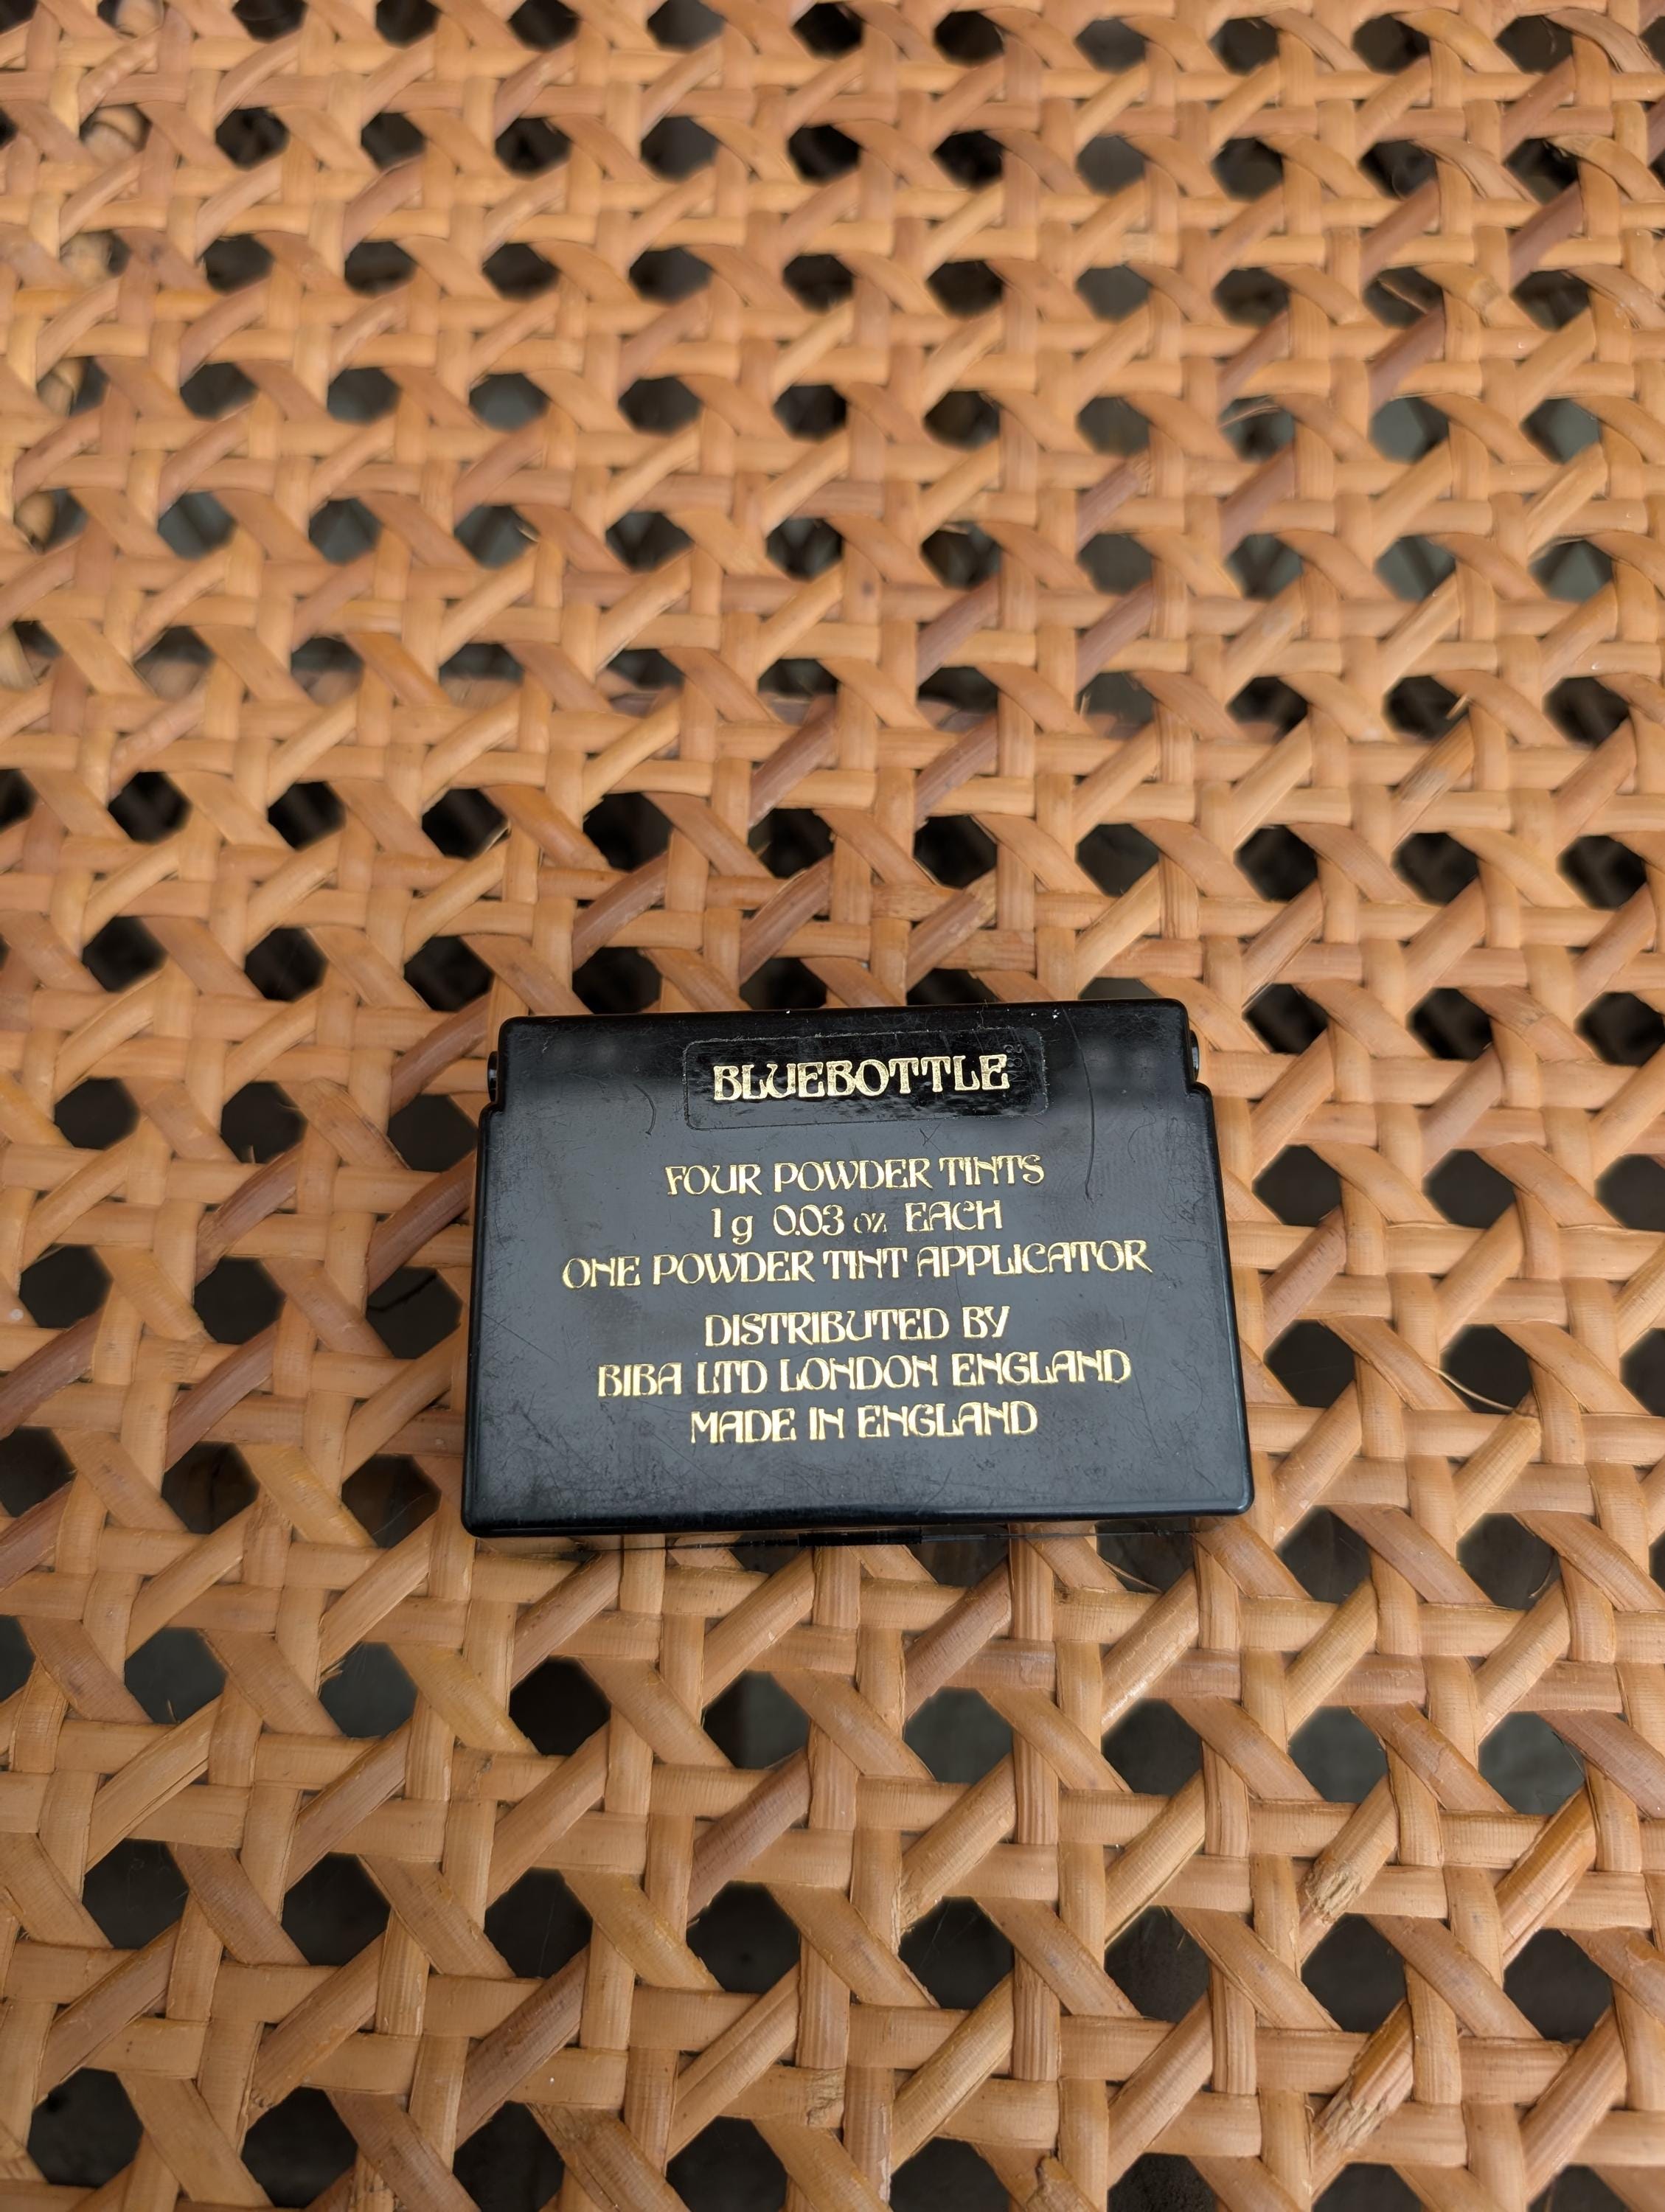 BLUEBOTTLE
FOUR POWDER TINTS
1g 0.03 oz EACH
ONE POWDER TINT APPLICATOR
DISTRIBUTED BY
BIBA LTD LONDON ENGLAND
MADE IN ENGLAND